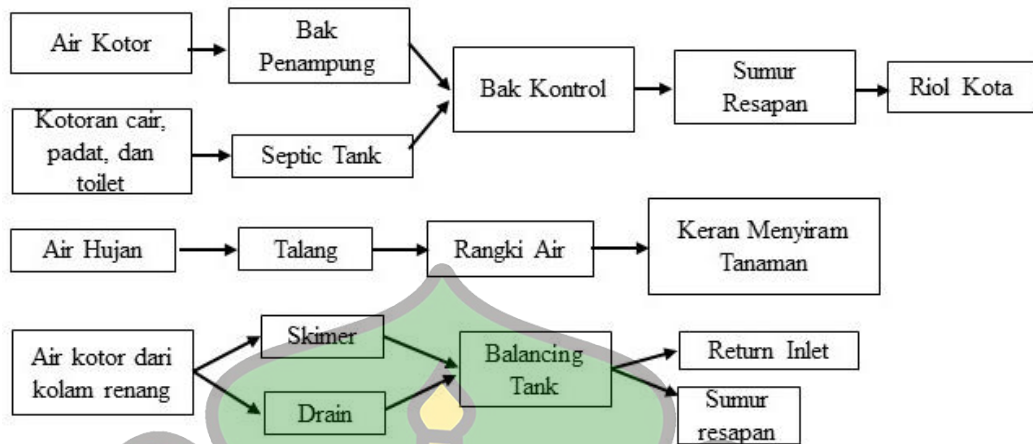 Air Kotor
Bak
Penampung
Bak Kontrol
Sumur
Resapan
Riol Kota
Kotoran cair,
padat, dan
toilet
Septic Tank
Air Hujan
Talang
Rangki Air
Keran Menyiram
Tanaman
Air kotor dari
kolam renang
Skimer
Drain
Balancing
Tank
Return Inlet
Sumur
resapan